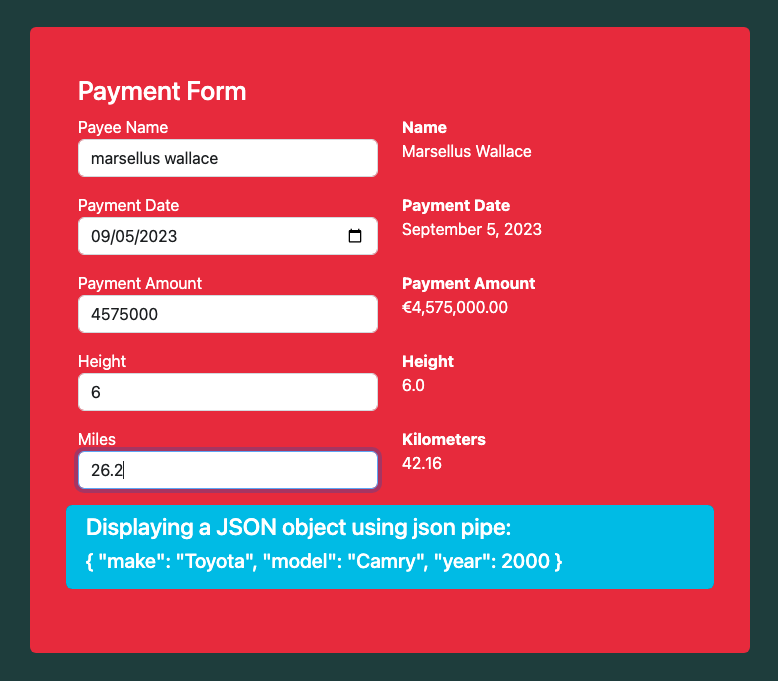 Payment Form
Payee Name
Name
marsellus wallace
Marsellus Wallace
Payment Date
Payment Date
09/05/2023
September 5, 2023
Payment Amount
Payment Amount
4575000
€4,575,000.00
Height
Height
6
6.0
Miles
Kilometers
26.2
42.16
Displaying a JSON object using json pipe:
{ "make": "Toyota", "model": "Camry", "year": 2000 }